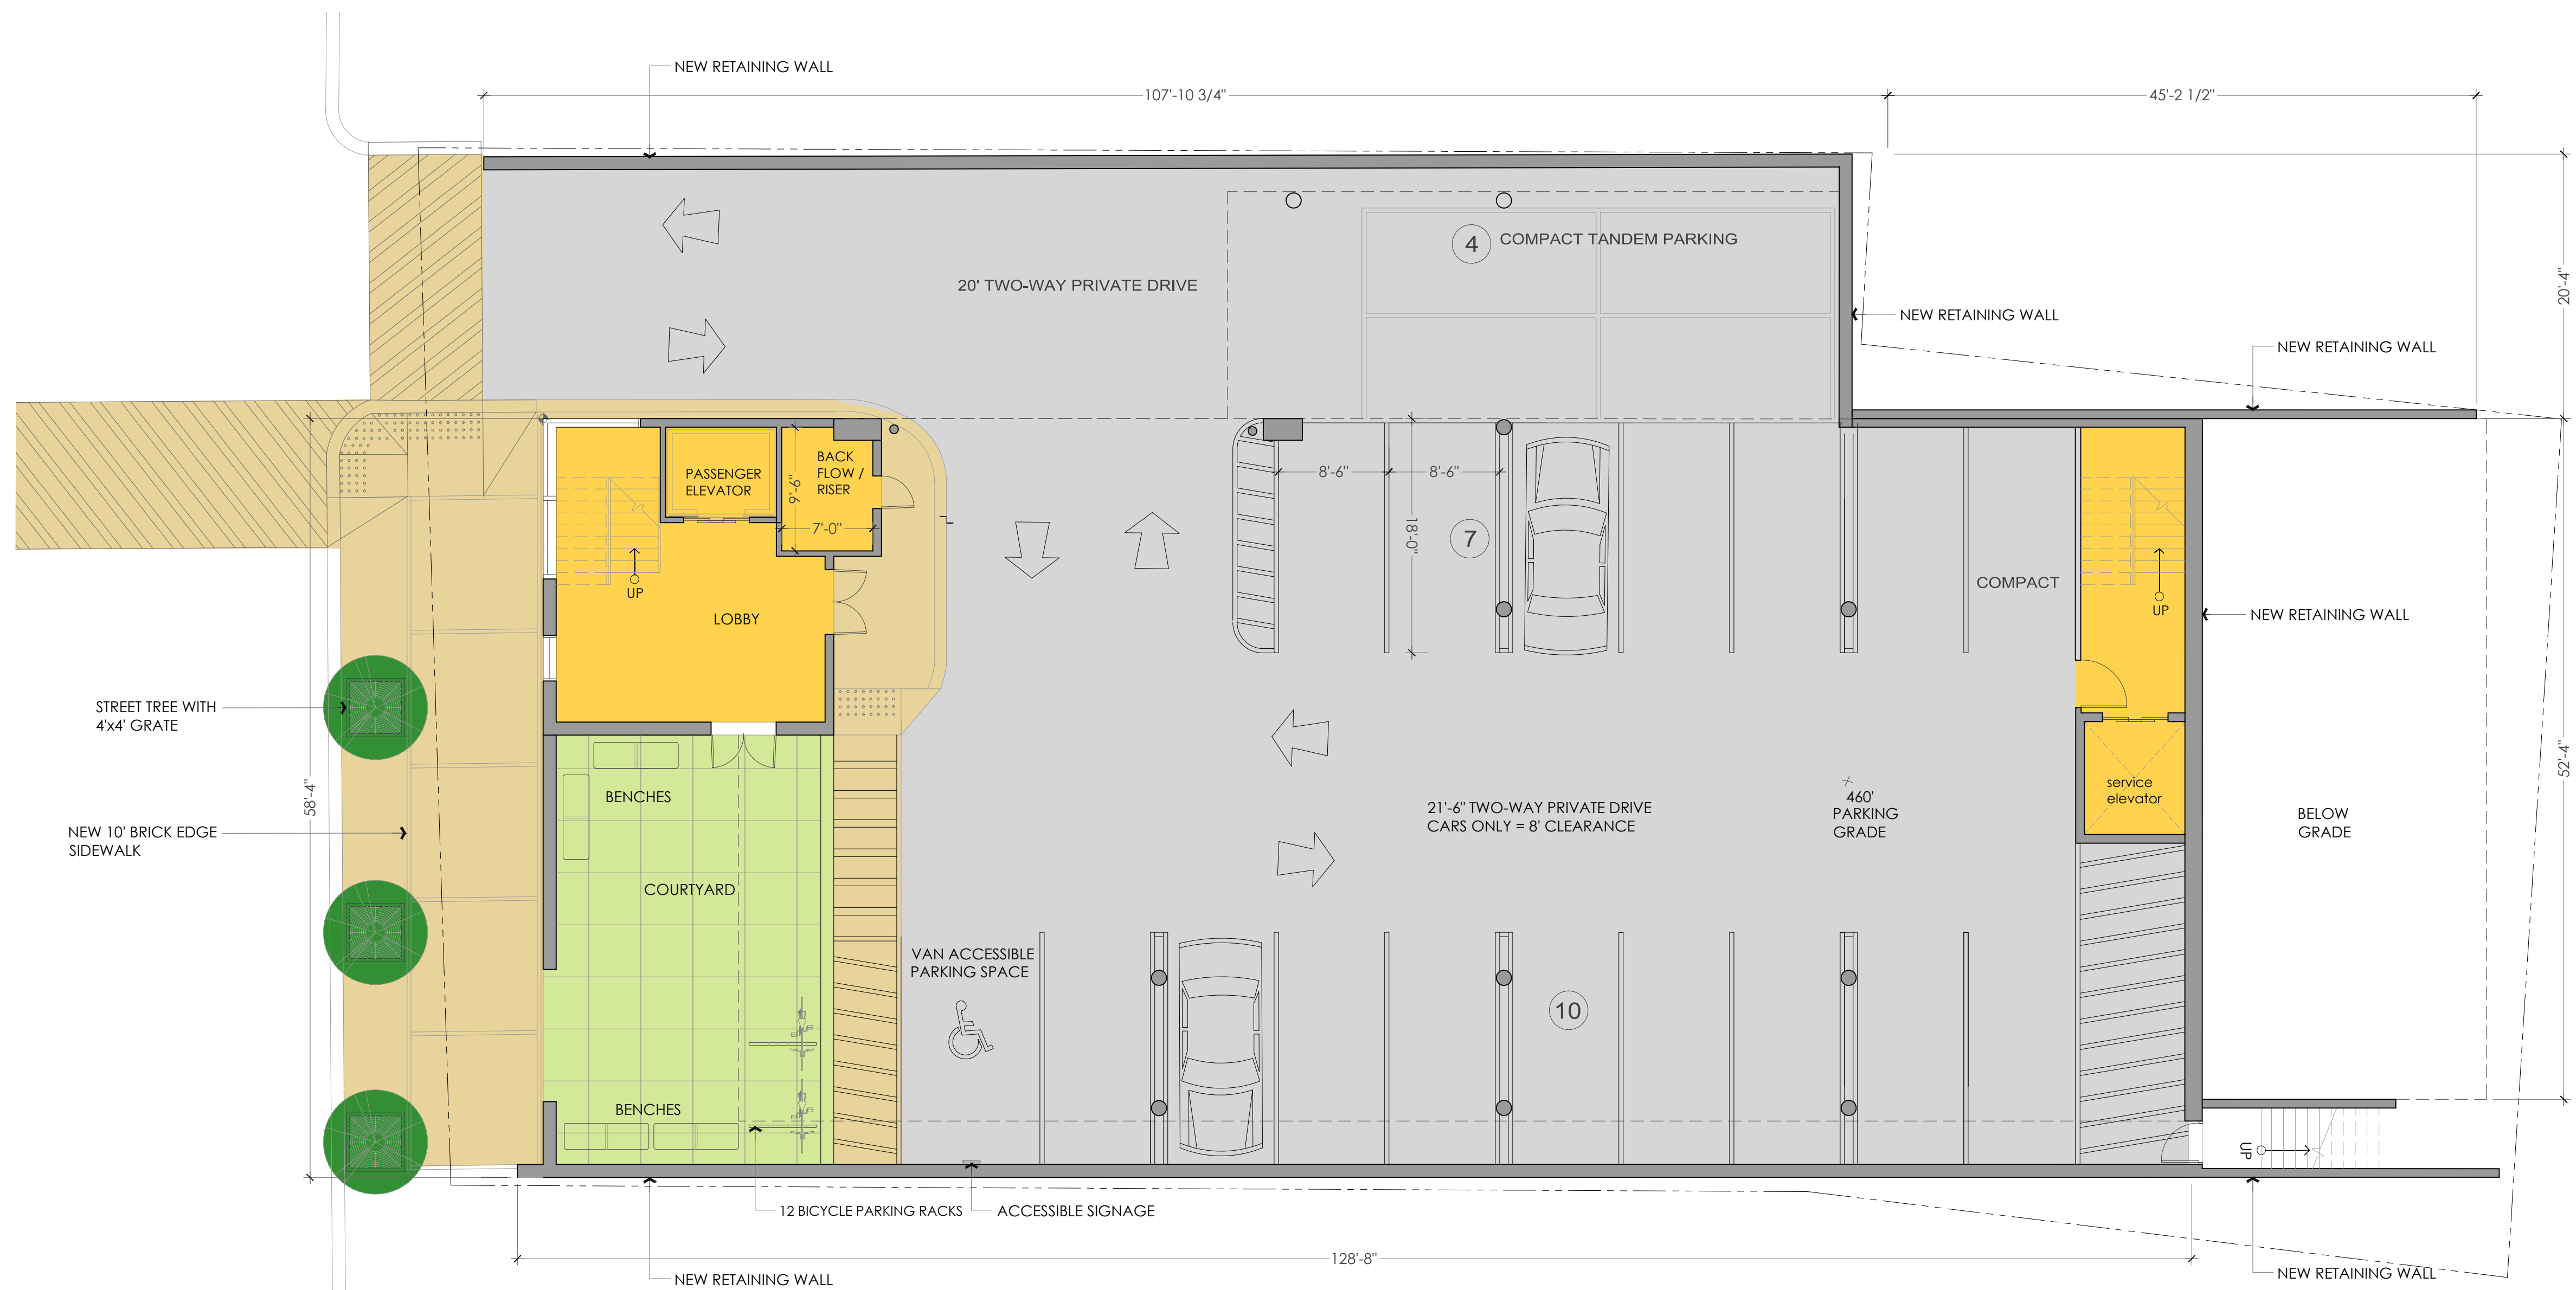 NEW RETAINING WALL
107'-10 3/4"
45'-2 1/2"
4
COMPACT TANDEM PARKING
20' TWO-WAY PRIVATE DRIVE
20'-4"
NEW RETAINING WALL
NEW RETAINING WALL
PASSENGER
ELEVATOR
BACK
FLOW /
RISER
9'-6"
7'-0"
8'-6"
8'-6"
18'-0"
7
COMPACT
UP
LOBBY
UP
NEW RETAINING WALL
STREET TREE WITH
4'x4' GRATE
58'-4"
52'-4"
BENCHES
NEW 10' BRICK EDGE
SIDEWALK
21'-6" TWO-WAY PRIVATE DRIVE
CARS ONLY = 8' CLEARANCE
460'
PARKING
GRADE
service
elevator
BELOW
GRADE
COURTYARD
VAN ACCESSIBLE
PARKING SPACE
10
BENCHES
UP
12 BICYCLE PARKING RACKS
ACCESSIBLE SIGNAGE
128'-8"
NEW RETAINING WALL
NEW RETAINING WALL